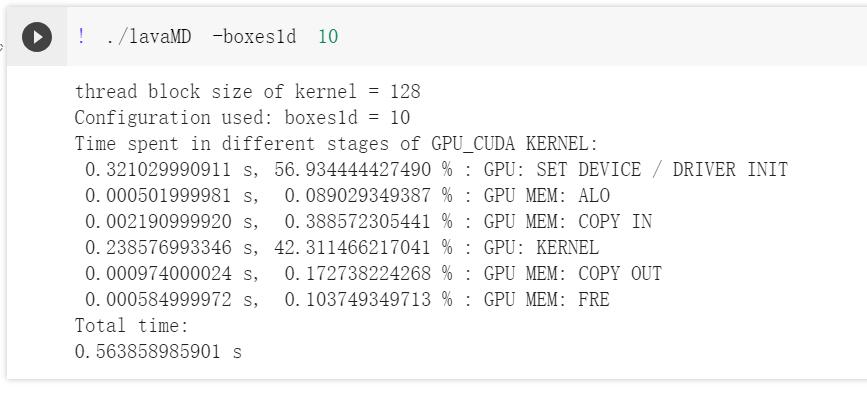 ! ./lavaMD -boxes1d 10
thread block size of kernel = 128
Configuration used: boxes1d = 10
Time spent in different stages of GPU_CUDA KERNEL:
0.321029990911 s, 56.934444427490 % : GPU: SET DEVICE / DRIVER INIT
0.000501999981 s, 0.089029349387 % : GPU MEM: ALO
0.002190999920 s, 0.388572305441 % : GPU MEM: COPY IN
0.238576993346 s, 42.311466217041 % : GPU: KERNEL
0.000974000024 s, 0.172738224268 % : GPU MEM: COPY OUT
0.000584999972 s, 0.103749349713 % : GPU MEM: FRE
Total time:
0.563858985901 s